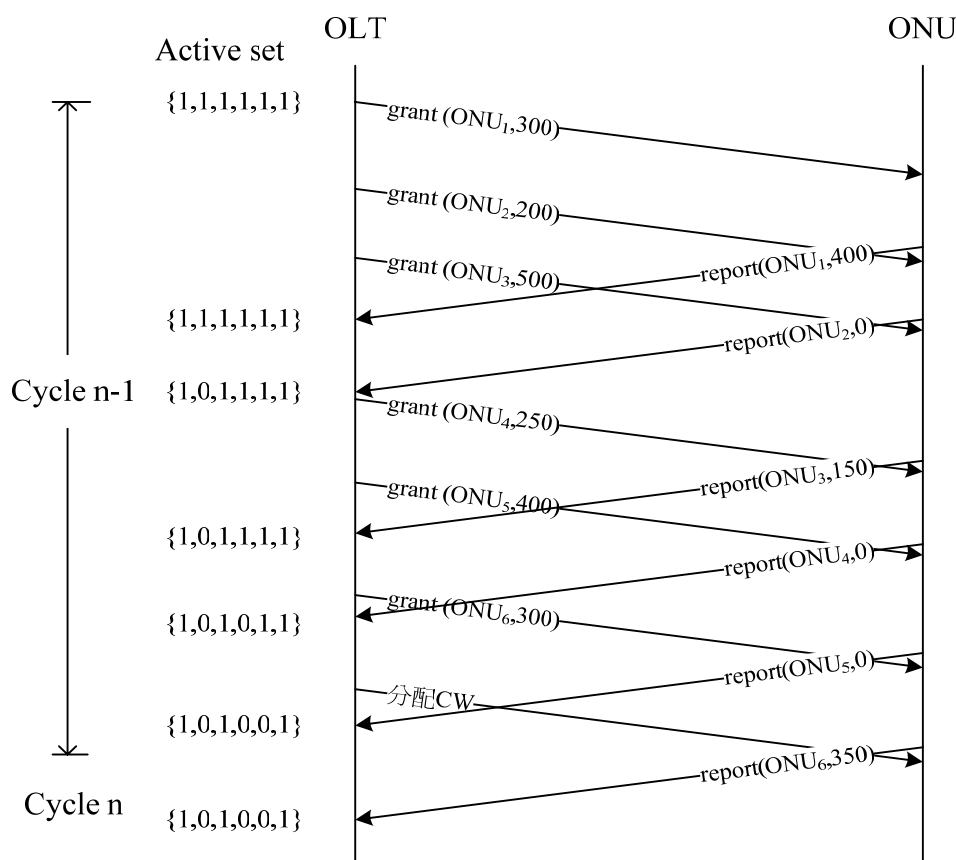 OLT
ONU
Active set
{1,1,1,1,1,1}
grant (ONU₁,300)
grant (ONU₂,200)
report(ONU₁,400)
grant (ONU₃,500)
{1,1,1,1,1,1}
report(ONU₂,0)
Cycle n-1
{1,0,1,1,1,1}
grant (ONU₄,250)
report(ONU₃,150)
grant (ONU₅,400)
{1,0,1,1,1,1}
report(ONU₄,0)
grant (ONU₆,300)
{1,0,1,0,1,1}
report(ONU₅,0)
分配CW
{1,0,1,0,0,1}
report(ONU₆,350)
Cycle n
{1,0,1,0,0,1}